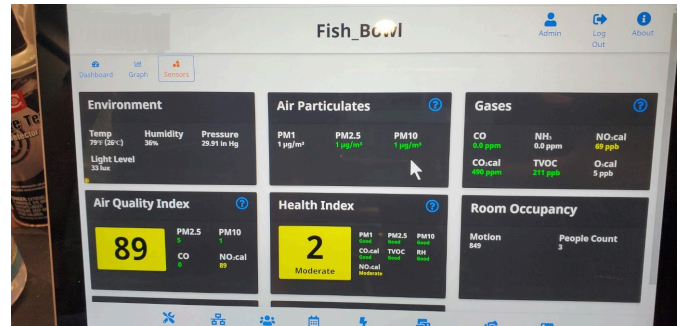 Fish_Bowl
Admin
Log Out
About
Dashboard
Graph
Sensors
Environment
Temp
79°F (26°C)
Humidity
36%
Pressure
29.91 in Hg
Light Level
33 lux
Air Particulates
PM1
1 µg/m³
PM2.5
1 µg/m³
PM10
1 µg/m³
Gases
CO
0.0 ppm
NH₃
0.0 ppm
NO₂cal
69 ppb
CO₂cal
490 ppm
TVOC
211 ppb
O₃cal
5 ppb
Air Quality Index
89
PM2.5
5
PM10
1
CO
0
NO₂cal
89
Health Index
2
Moderate
PM1
Good
PM2.5
Good
PM10
Good
CO₂cal
Good
TVOC
Good
RH
Good
NO₂cal
Moderate
Room Occupancy
Motion
849
People Count
3